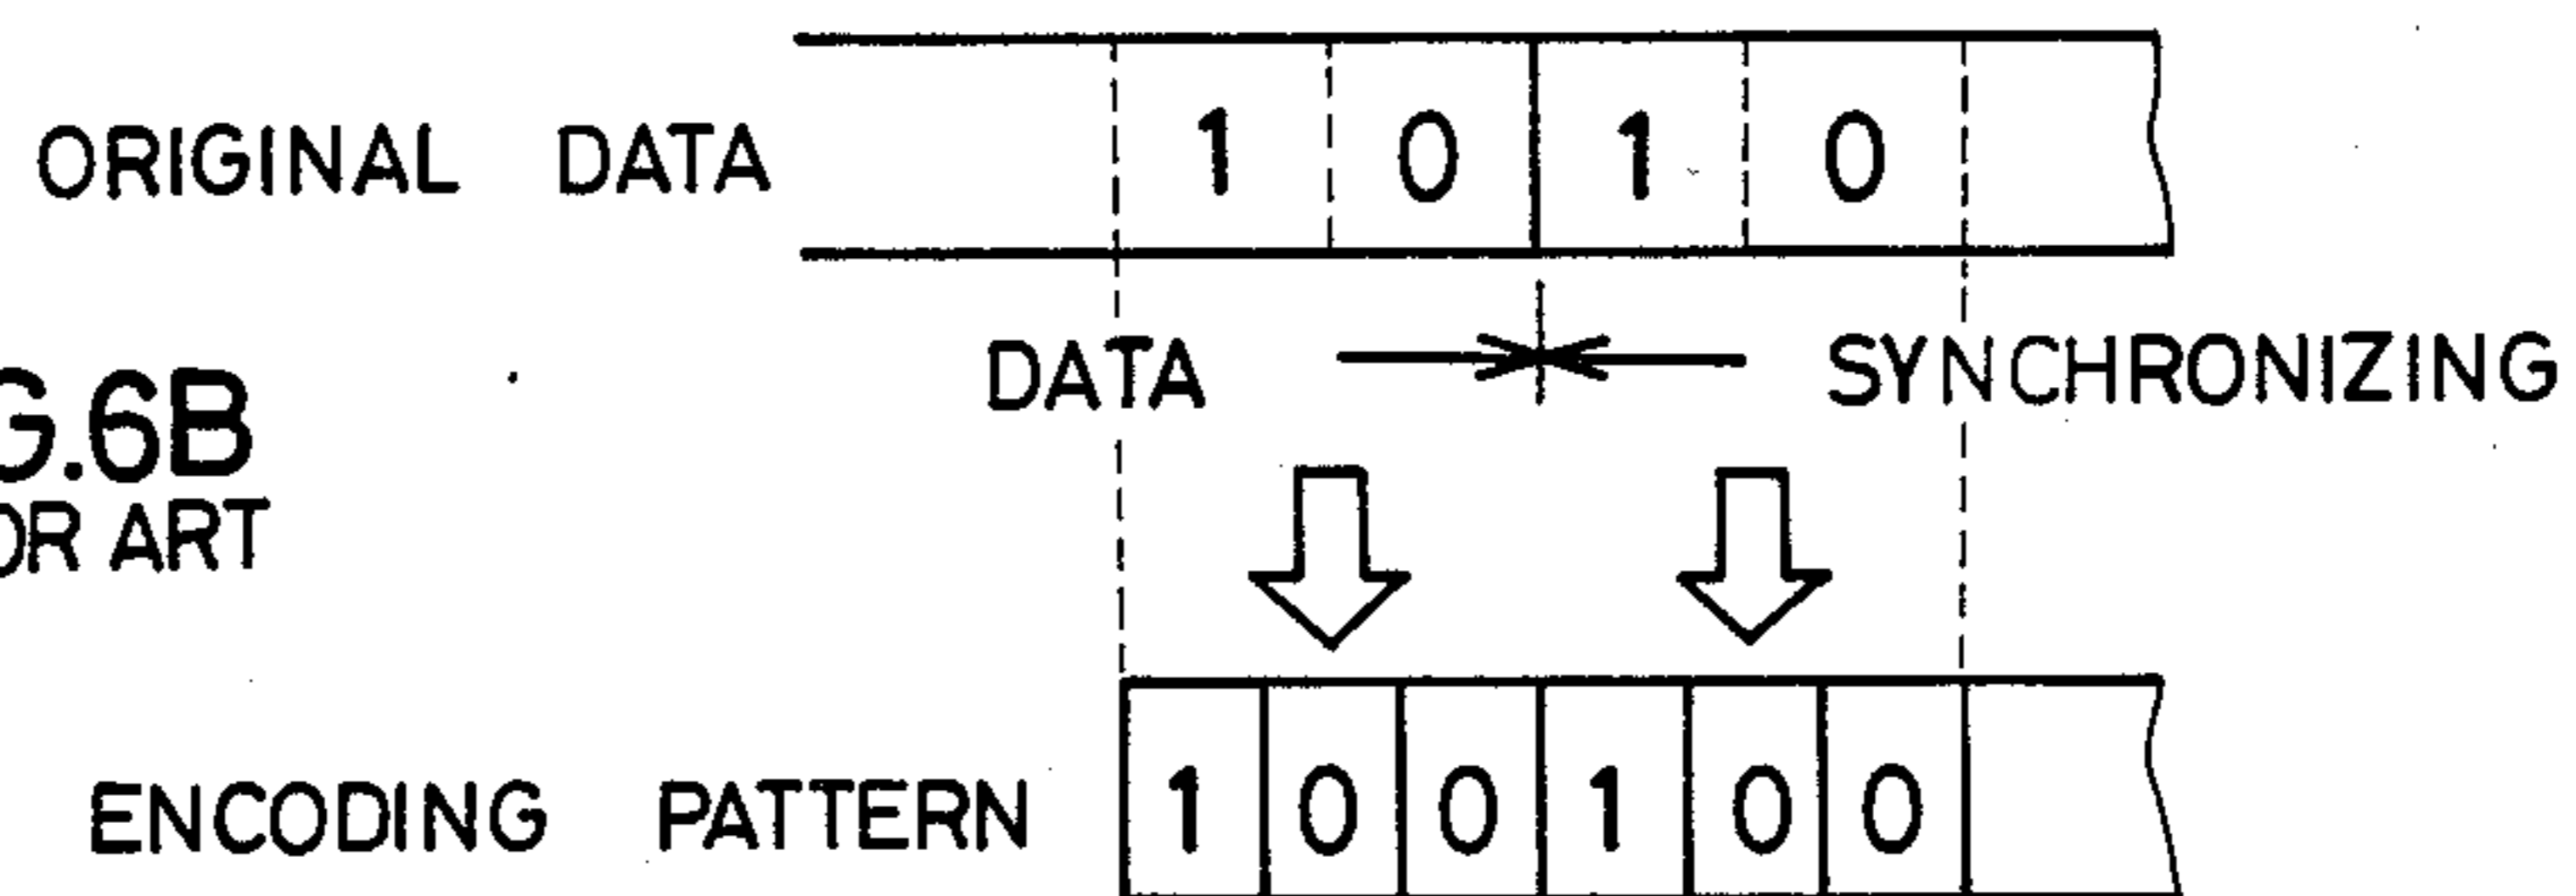 ORIGINAL DATA 1 0 1 0
DATA SYNCHRONIZING
G.6B
OR ART
ENCODING PATTERN 1 0 0 1 0 0